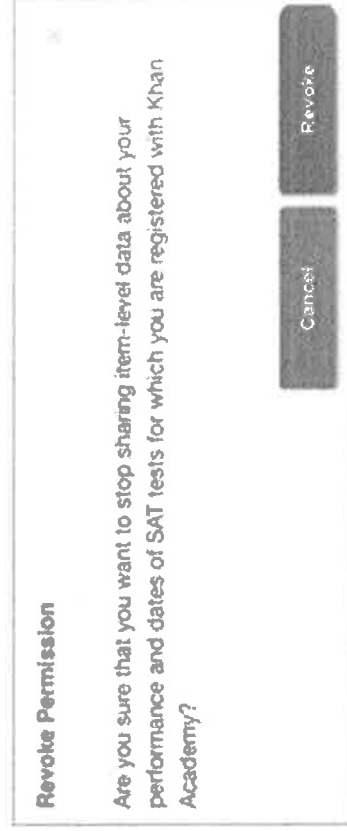 Revoke Permission
Are you sure that you want to stop sharing item-level data about your
performance and dates of SAT tests for which you are registered with Khan
Academy?
Cancel
Revoke